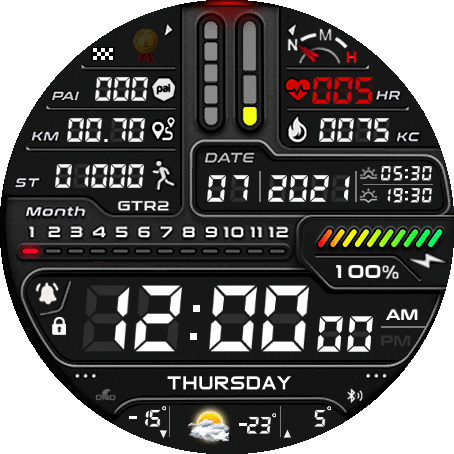 N M H
PAI 000 pai
005 HR
KM 00.70
0075 KC
DATE
07 2021
05:30
19:30
ST 01000
GTR2
Month
1 2 3 4 5 6 7 8 9 10 11 12
100%
12:00 00 AM PM
THURSDAY
DND
-15° -23° 5°